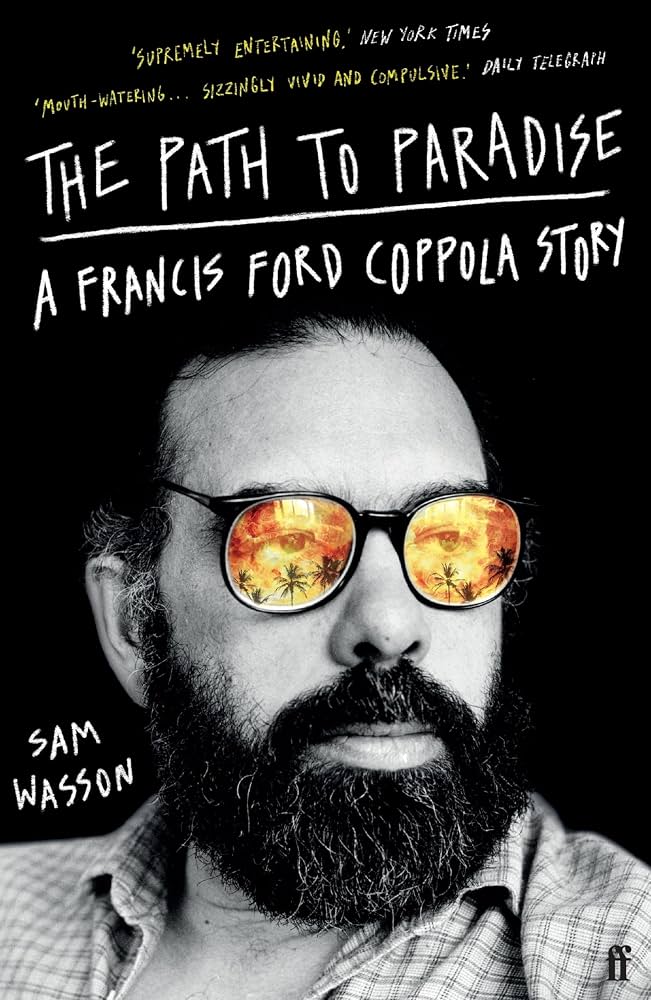 'SUPREMELY ENTERTAINING.' NEW YORK TIMES
'MOUTH-WATERING... SIZZINGLY VIVID AND COMPULSIVE.' DAILY TELEGRAPH
THE PATH TO PARADISE
A FRANCIS FORD COPPOLA STORY
SAM
WASSON
ff